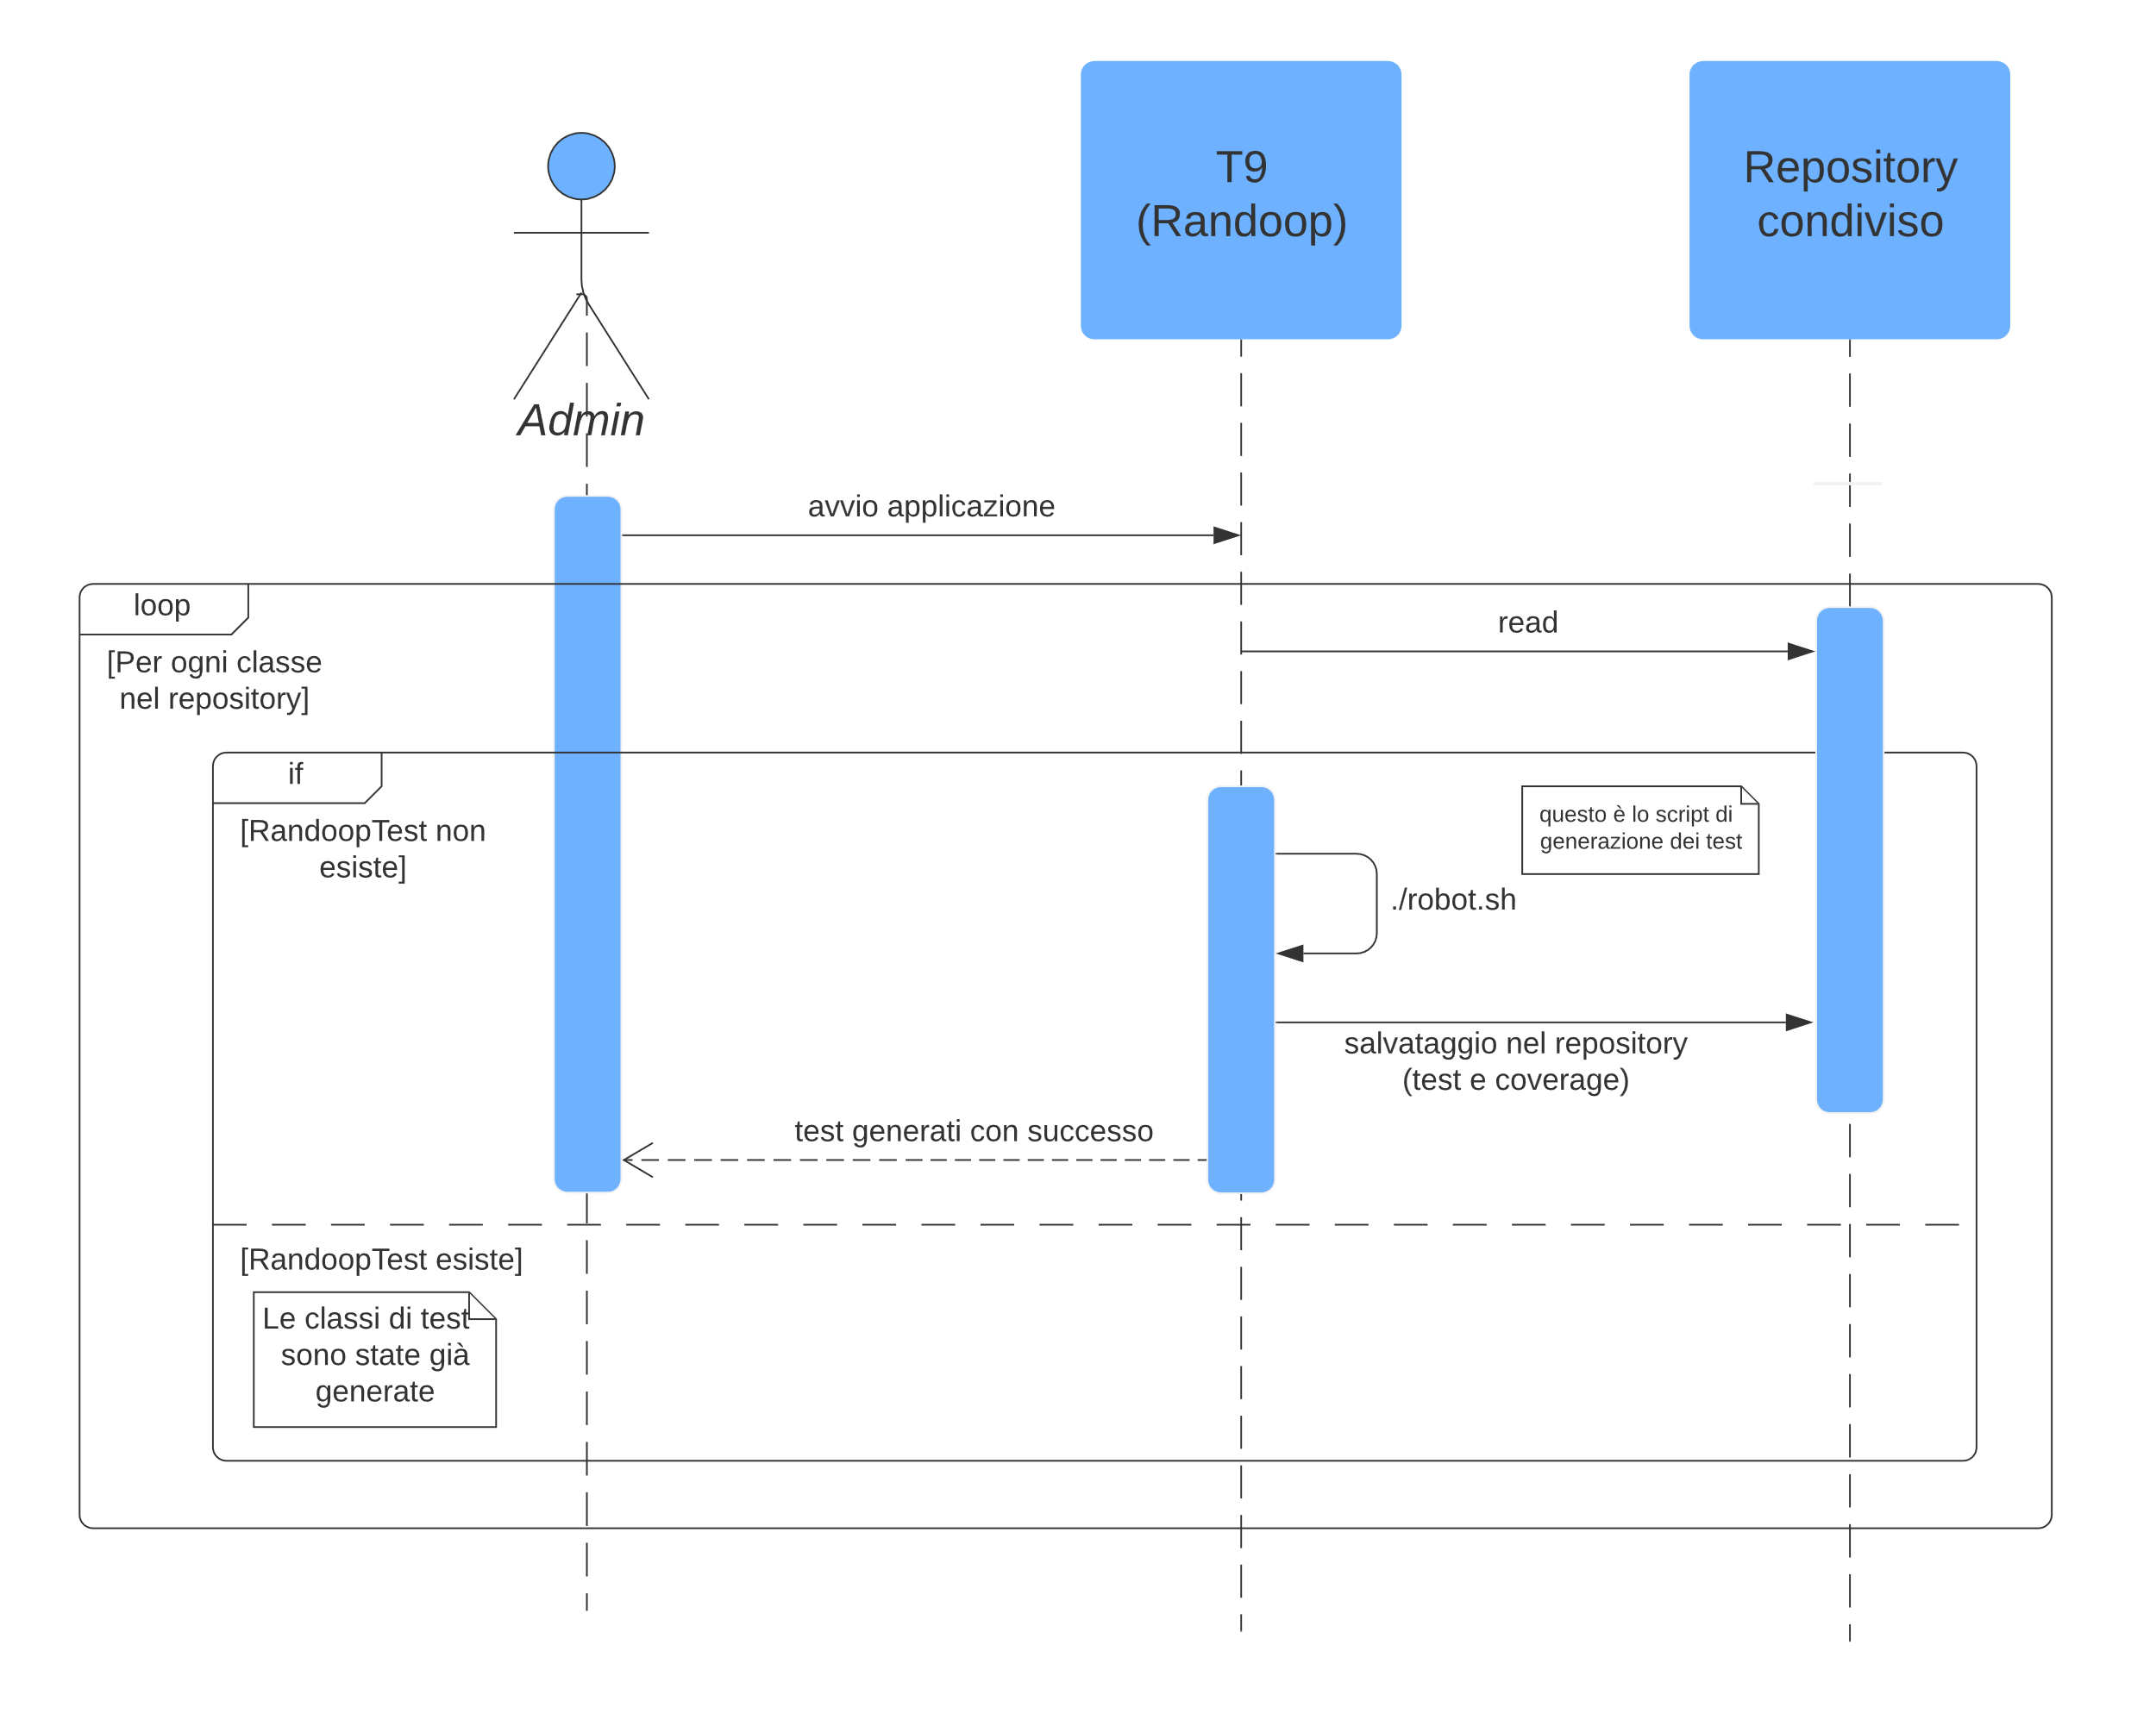 T9
(Randoop)
Repository
condiviso
Admin
avvio applicazione
loop
read
[Per ogni classe
nel repository]
if
[RandoopTest non
esiste]
questo è lo script di
generazione dei test
./robot.sh
salvataggio nel repository
(test e coverage)
test generati con successo
[RandoopTest esiste]
Le classi di test
sono state già
generate